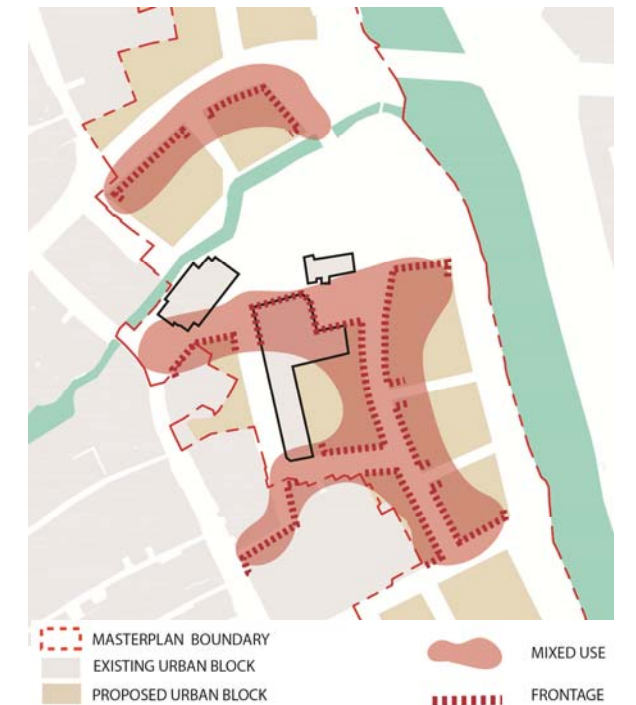 MASTERPLAN BOUNDARY
EXISTING URBAN BLOCK
PROPOSED URBAN BLOCK
MIXED USE
FRONTAGE